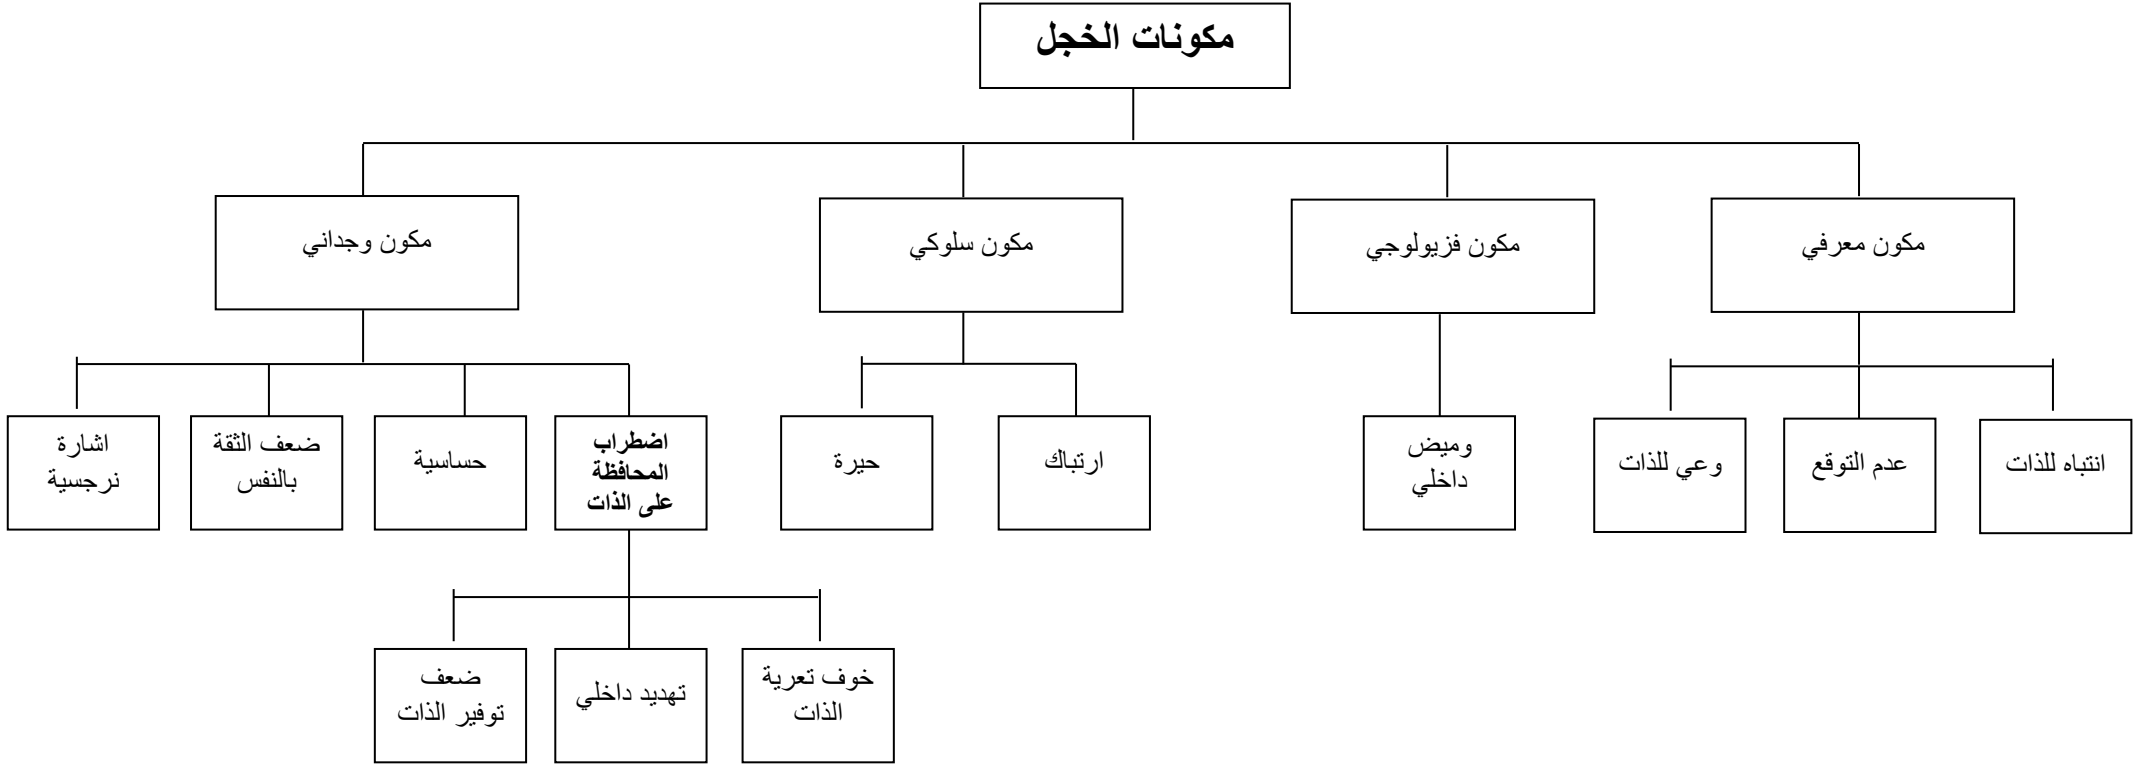 مكونات الخجل
مكون معرفي
مكون فزيولوجي
مكون سلوكي
مكون وجداني
انتباه للذات
عدم التوقع
وعي للذات
وميض
داخلي
ارتباك
حيرة
اضطراب
المحافظة
على الذات
حساسية
ضعف الثقة
بالنفس
اشارة
نرجسية
خوف تعرية
الذات
تهديد داخلي
ضعف
توفير الذات